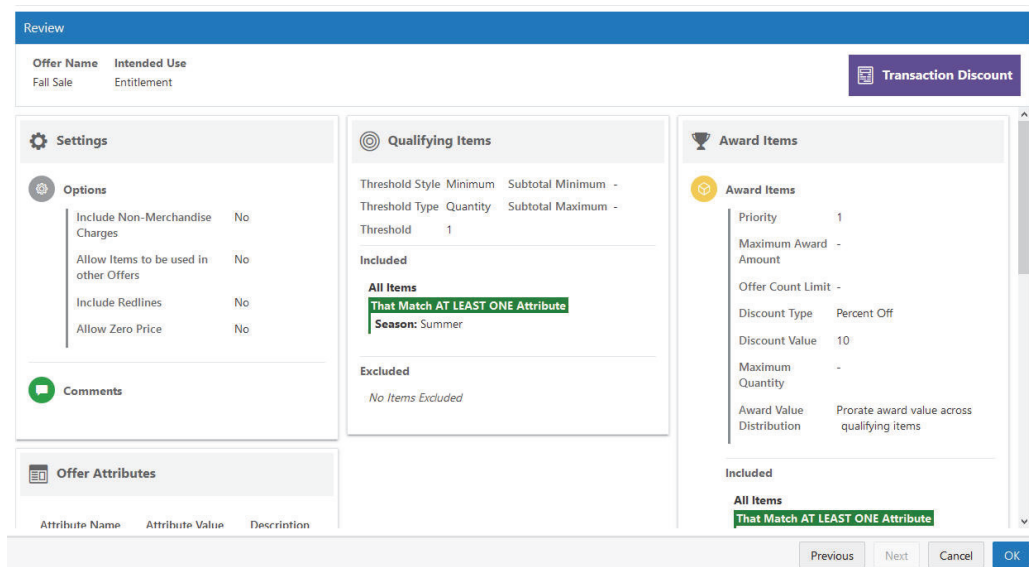 Review
Offer Name Intended Use
Fall Sale Entitlement
Transaction Discount
Settings
Options
Include Non-Merchandise No
Charges
Allow Items to be used in No
other Offers
Include Redlines No
Allow Zero Price No
Comments
Offer Attributes
Attribute Name Attribute Value Description
Qualifying Items
Threshold Style Minimum Subtotal Minimum -
Threshold Type Quantity Subtotal Maximum -
Threshold 1
Included
All Items
That Match AT LEAST ONE Attribute
Season: Summer
Excluded
No Items Excluded
Award Items
Award Items
Priority 1
Maximum Award -
Amount
Offer Count Limit -
Discount Type Percent Off
Discount Value 10
Maximum -
Quantity
Award Value Prorate award value across
Distribution qualifying items
Included
All Items
That Match AT LEAST ONE Attribute
Previous Next Cancel OK